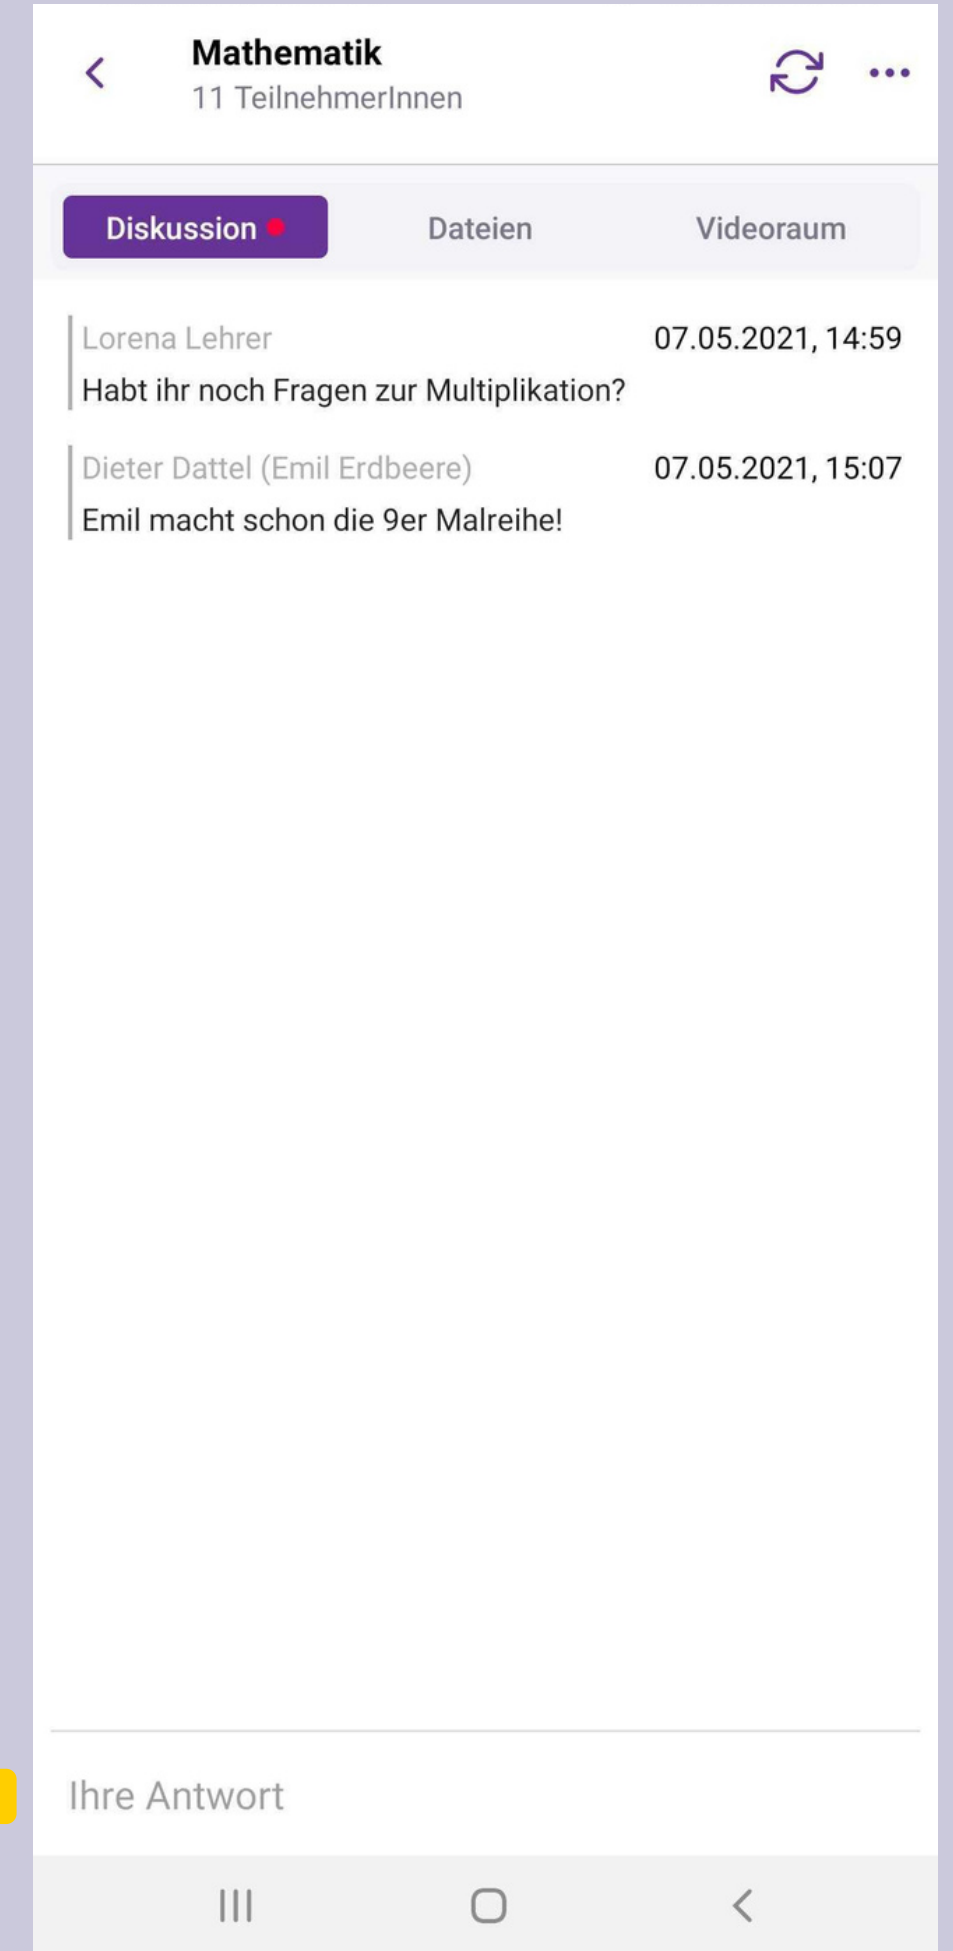 Mathematik
11 TeilnehmerInnen
Diskussion Dateien Videoraum
Lorena Lehrer 07.05.2021, 14:59
Habt ihr noch Fragen zur Multiplikation?
Dieter Dattel (Emil Erdbeere) 07.05.2021, 15:07
Emil macht schon die 9er Malreihe!
Ihre Antwort